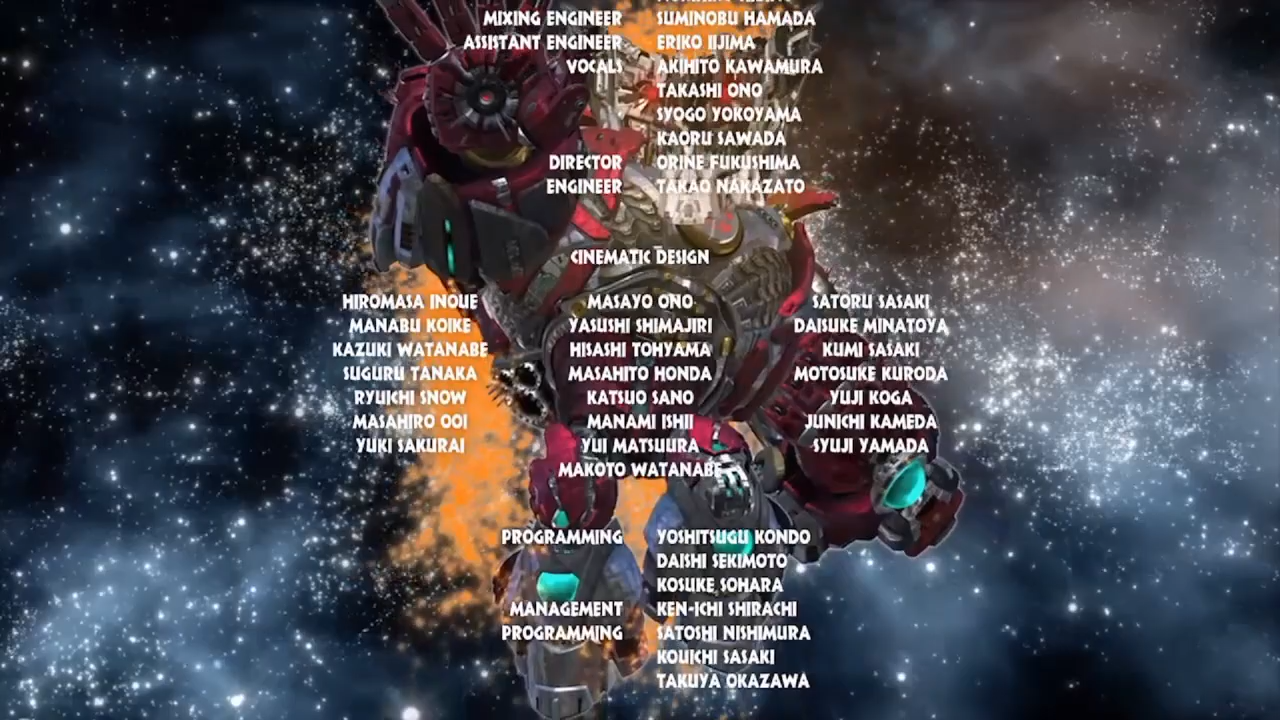 MIXING ENGINEER SUMINOBU HAMADA
ASSISTANT ENGINEER ERIKO IIJIMA
VOCALS AKIHITO KAWAMURA
TAKASHI ONO
SYOGO YOKOYAMA
KAORU SAWADA
DIRECTOR ORINE FUKUSHIMA
ENGINEER TAKAO NAKAZATO
CINEMATIC DESIGN
HIROMASA INOUE MASAYO ONO SATORU SASAKI
MANABU KOIKE YASUSHI SHIMAJIRI DAISUKE MINATOYA
KAZUKI WATANABE HISASHI TOHYAMA KUMI SASAKI
SUGURU TANAKA MASAHITO HONDA MOTOSUKE KURODA
RYUICHI SNOW KATSUO SANO YUJI KOGA
MASAHIRO OOI MANAMI ISHII JUNICHI KAMEDA
YUKI SAKURAI YUI MATSUURA SYUJI YAMADA
MAKOTO WATANABE
PROGRAMMING YOSHITSUGU KONDO
DAISHI SEKIMOTO
KOSUKE SOHARA
MANAGEMENT KEN-ICHI SHIRACHI
PROGRAMMING SATOSHI NISHIMURA
KOUICHI SASAKI
TAKUYA OKAZAWA